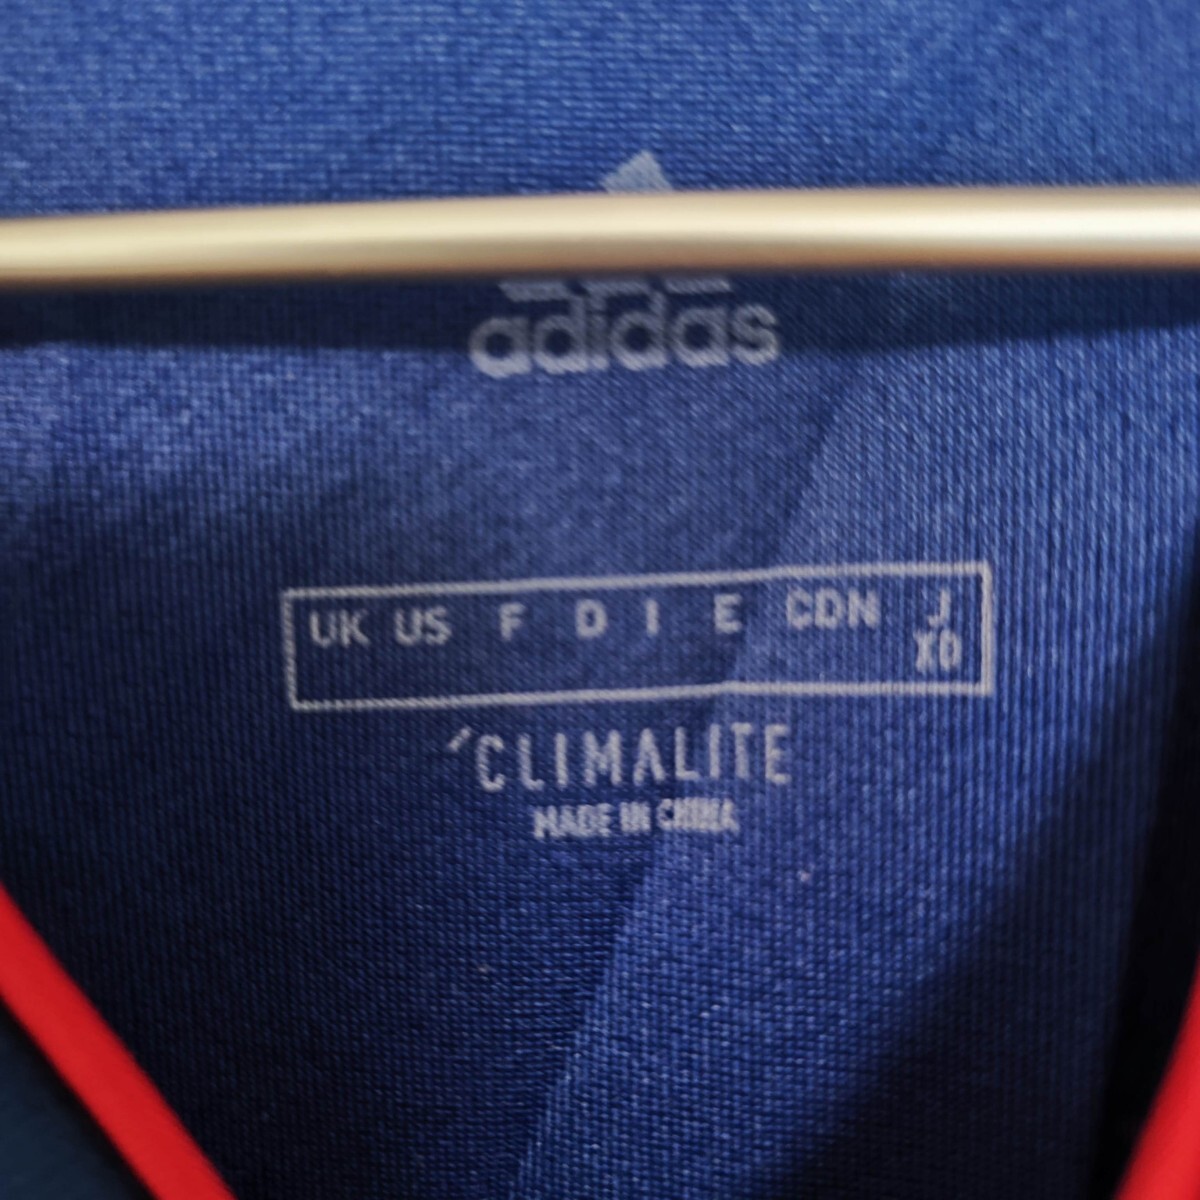 adidas
UK US F D I E CDN J
XO
CLIMALITE
MADE IN CHINA